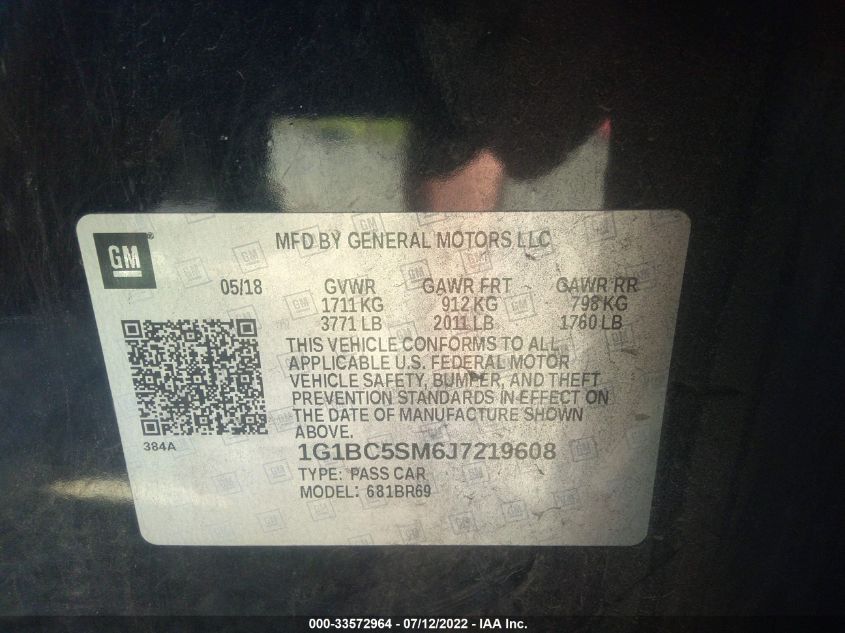 GM
MFD BY GENERAL MOTORS LLC
05/18 GVWR GAWR FRT GAWR RR
1711 KG 912 KG 798 KG
3771 LB 2011 LB 1760 LB
THIS VEHICLE CONFORMS TO ALL
APPLICABLE U.S. FEDERAL MOTOR
VEHICLE SAFETY, BUMPER, AND THEFT
PREVENTION STANDARDS IN EFFECT ON
THE DATE OF MANUFACTURE SHOWN
ABOVE.
384A
1G1BC5SM6J7219608
TYPE: PASS CAR
MODEL: 681BR69
000-33572964 - 07/12/2022 - IAA Inc.